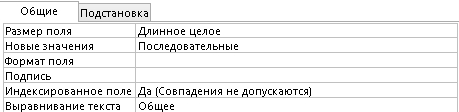 Общие Подстановка
Размер поля Длинное целое
Новые значения Последовательные
Формат поля
Подпись
Индексированное поле Да (Совпадения не допускаются)
Выравнивание текста Общее